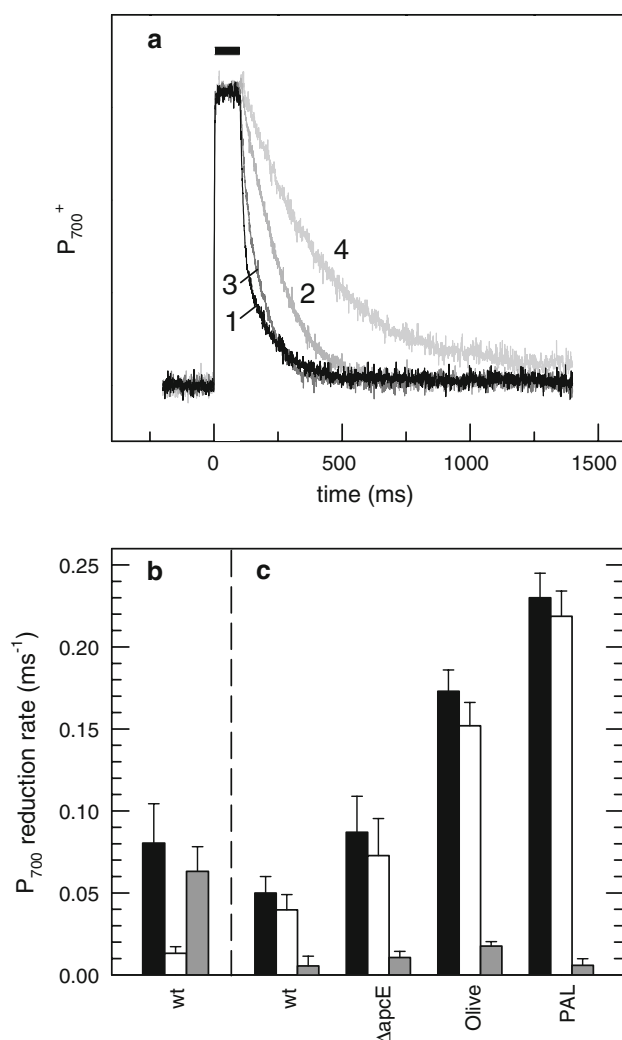 a
P700+
4
3
2
1
0 500 1000 1500
time (ms)
b c
0.25
0.20
0.15
0.10
0.05
0.00
P700 reduction rate (ms-1)
wt wt ΔapcE Olive PAL